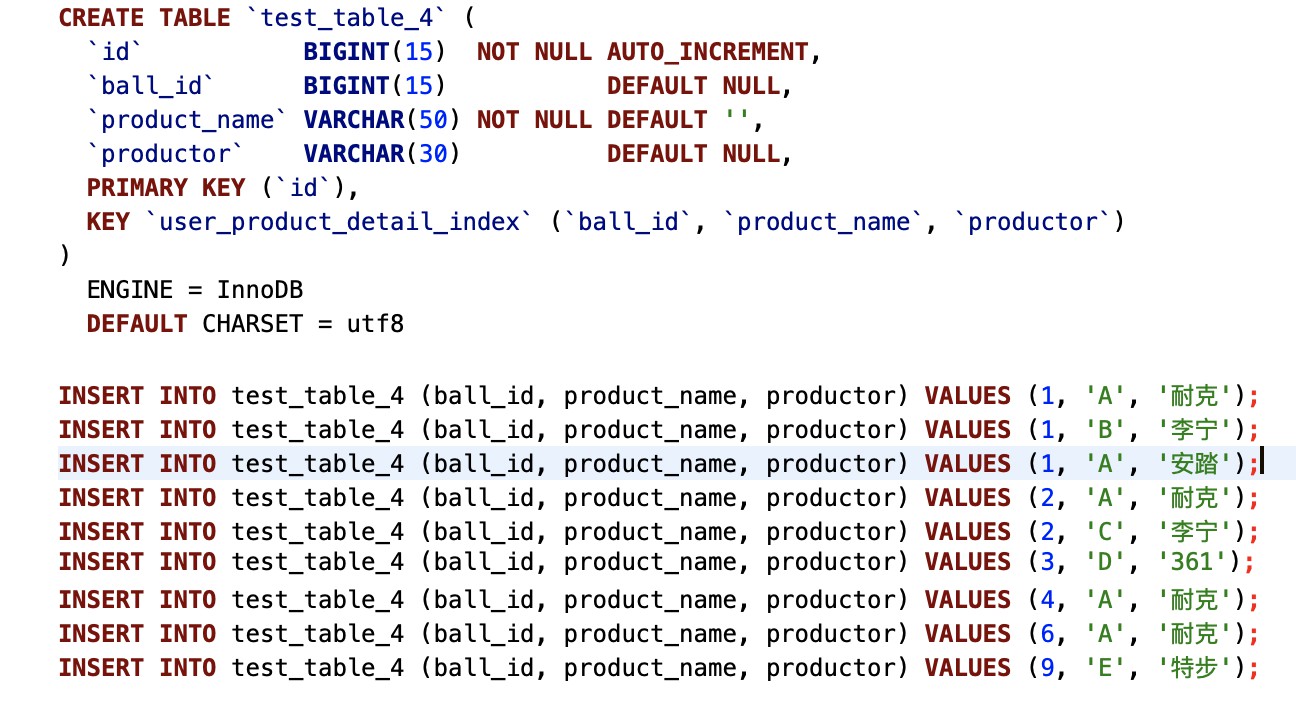 CREATE TABLE `test_table_4` (
  `id`           BIGINT(15)  NOT NULL AUTO_INCREMENT,
  `ball_id`      BIGINT(15)           DEFAULT NULL,
  `product_name` VARCHAR(50) NOT NULL DEFAULT '',
  `productor`    VARCHAR(30)          DEFAULT NULL,
  PRIMARY KEY (`id`),
  KEY `user_product_detail_index` (`ball_id`, `product_name`, `productor`)
)
  ENGINE = InnoDB
  DEFAULT CHARSET = utf8
INSERT INTO test_table_4 (ball_id, product_name, productor) VALUES (1, 'A', '耐克');
INSERT INTO test_table_4 (ball_id, product_name, productor) VALUES (1, 'B', '李宁');
INSERT INTO test_table_4 (ball_id, product_name, productor) VALUES (1, 'A', '安踏');
INSERT INTO test_table_4 (ball_id, product_name, productor) VALUES (2, 'A', '耐克');
INSERT INTO test_table_4 (ball_id, product_name, productor) VALUES (2, 'C', '李宁');
INSERT INTO test_table_4 (ball_id, product_name, productor) VALUES (3, 'D', '361');
INSERT INTO test_table_4 (ball_id, product_name, productor) VALUES (4, 'A', '耐克');
INSERT INTO test_table_4 (ball_id, product_name, productor) VALUES (6, 'A', '耐克');
INSERT INTO test_table_4 (ball_id, product_name, productor) VALUES (9, 'E', '特步');